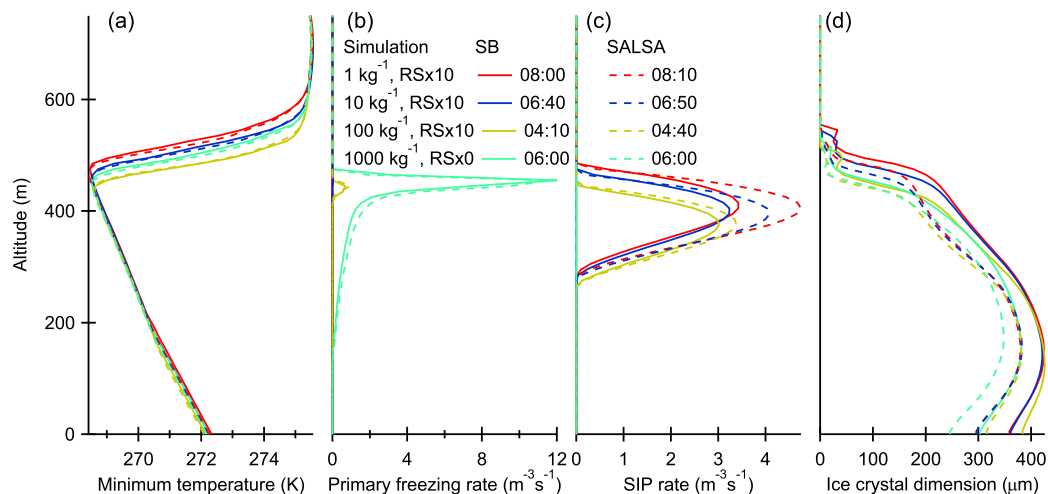 (a) (b) (c) (d)
Simulation SB SALSA
1 kg⁻¹, RSx10 08:00 08:10
10 kg⁻¹, RSx10 06:40 06:50
100 kg⁻¹, RSx10 04:10 04:40
1000 kg⁻¹, RSx0 06:00 06:00
Altitude (m)
600
400
200
0
270 272 274 0 4 8 12 0 1 2 3 4 0 100 200 300 400
Minimum temperature (K) Primary freezing rate (m⁻³s⁻¹) SIP rate (m⁻³s⁻¹) Ice crystal dimension (μm)